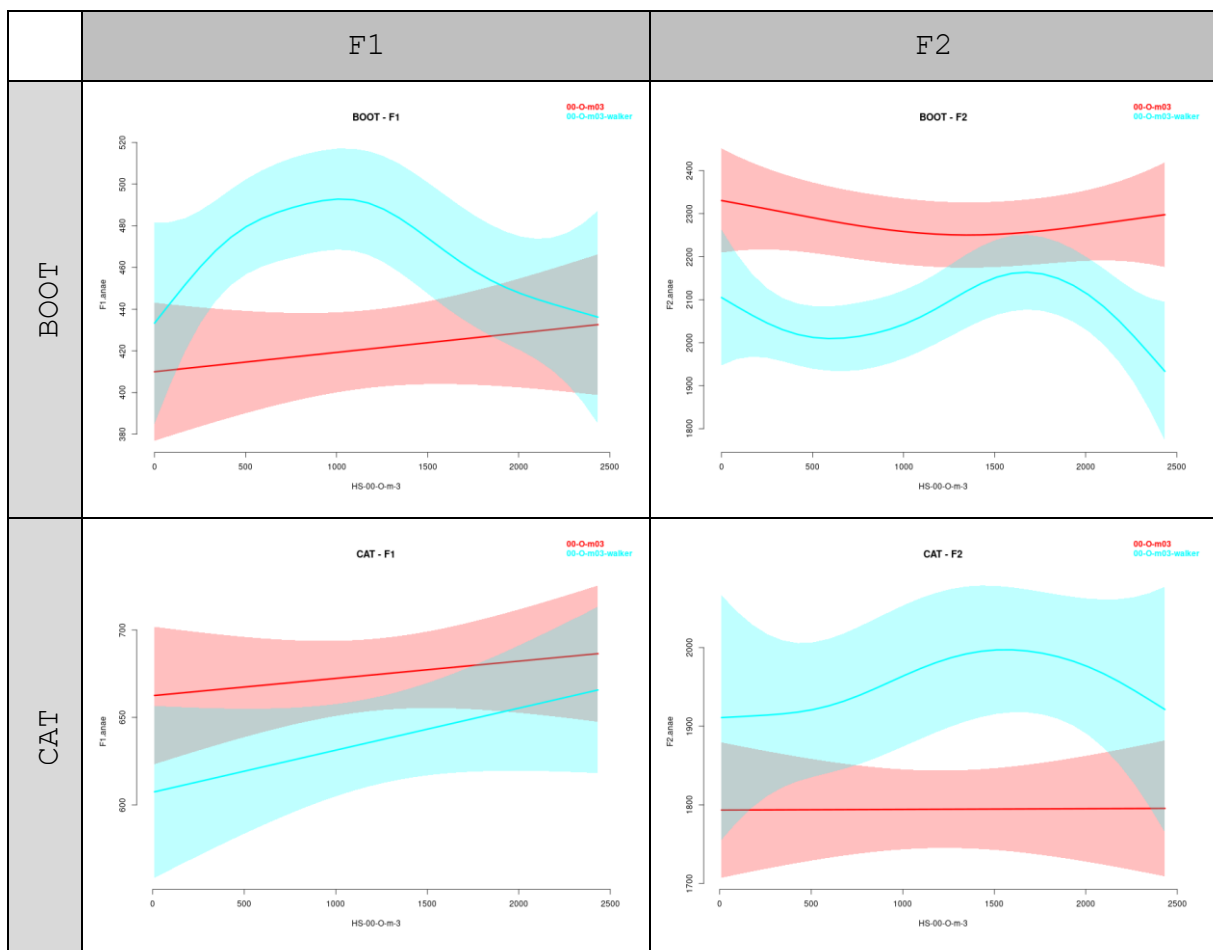 F1
F2
BOOT
BOOT - F1
00-O-m03
00-O-m03-walker
F1.anae
520
500
480
460
440
420
400
380
0 500 1000 1500 2000 2500
HS-00-O-m-3
BOOT - F2
00-O-m03
00-O-m03-walker
F2.anae
2400
2300
2200
2100
2000
1900
1800
0 500 1000 1500 2000 2500
HS-00-O-m-3
CAT
CAT - F1
00-O-m03
00-O-m03-walker
F1.anae
700
650
600
0 500 1000 1500 2000 2500
HS-00-O-m-3
CAT - F2
00-O-m03
00-O-m03-walker
F2.anae
2000
1900
1800
1700
0 500 1000 1500 2000 2500
HS-00-O-m-3